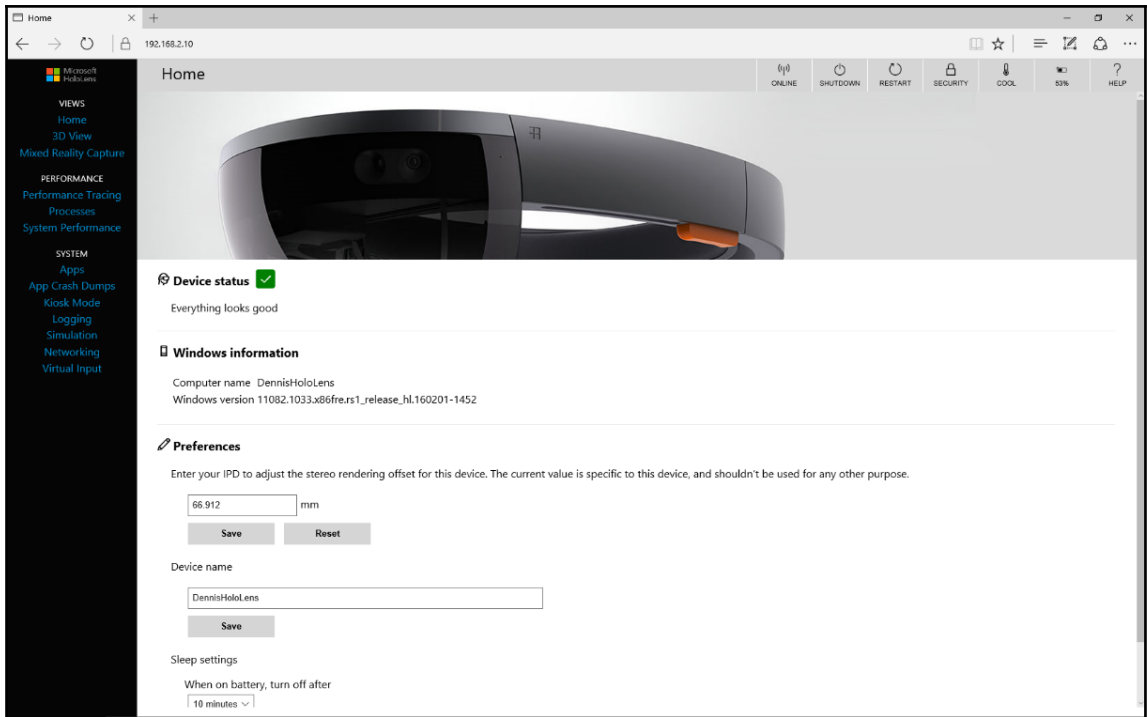 Home
192.168.2.10
Microsoft
HoloLens
Home
ONLINE
SHUTDOWN
RESTART
SECURITY
COOL
53%
HELP
VIEWS
Home
3D View
Mixed Reality Capture
PERFORMANCE
Performance Tracing
Processes
System Performance
SYSTEM
Apps
App Crash Dumps
Kiosk Mode
Logging
Simulation
Networking
Virtual Input
Device status
Everything looks good
Windows information
Computer name DennisHoloLens
Windows version 11082.1033.x86fre.rs1_release_hl.160201-1452
Preferences
Enter your IPD to adjust the stereo rendering offset for this device. The current value is specific to this device, and shouldn't be used for any other purpose.
66.912 mm
Save Reset
Device name
DennisHoloLens
Save
Sleep settings
When on battery, turn off after
10 minutes